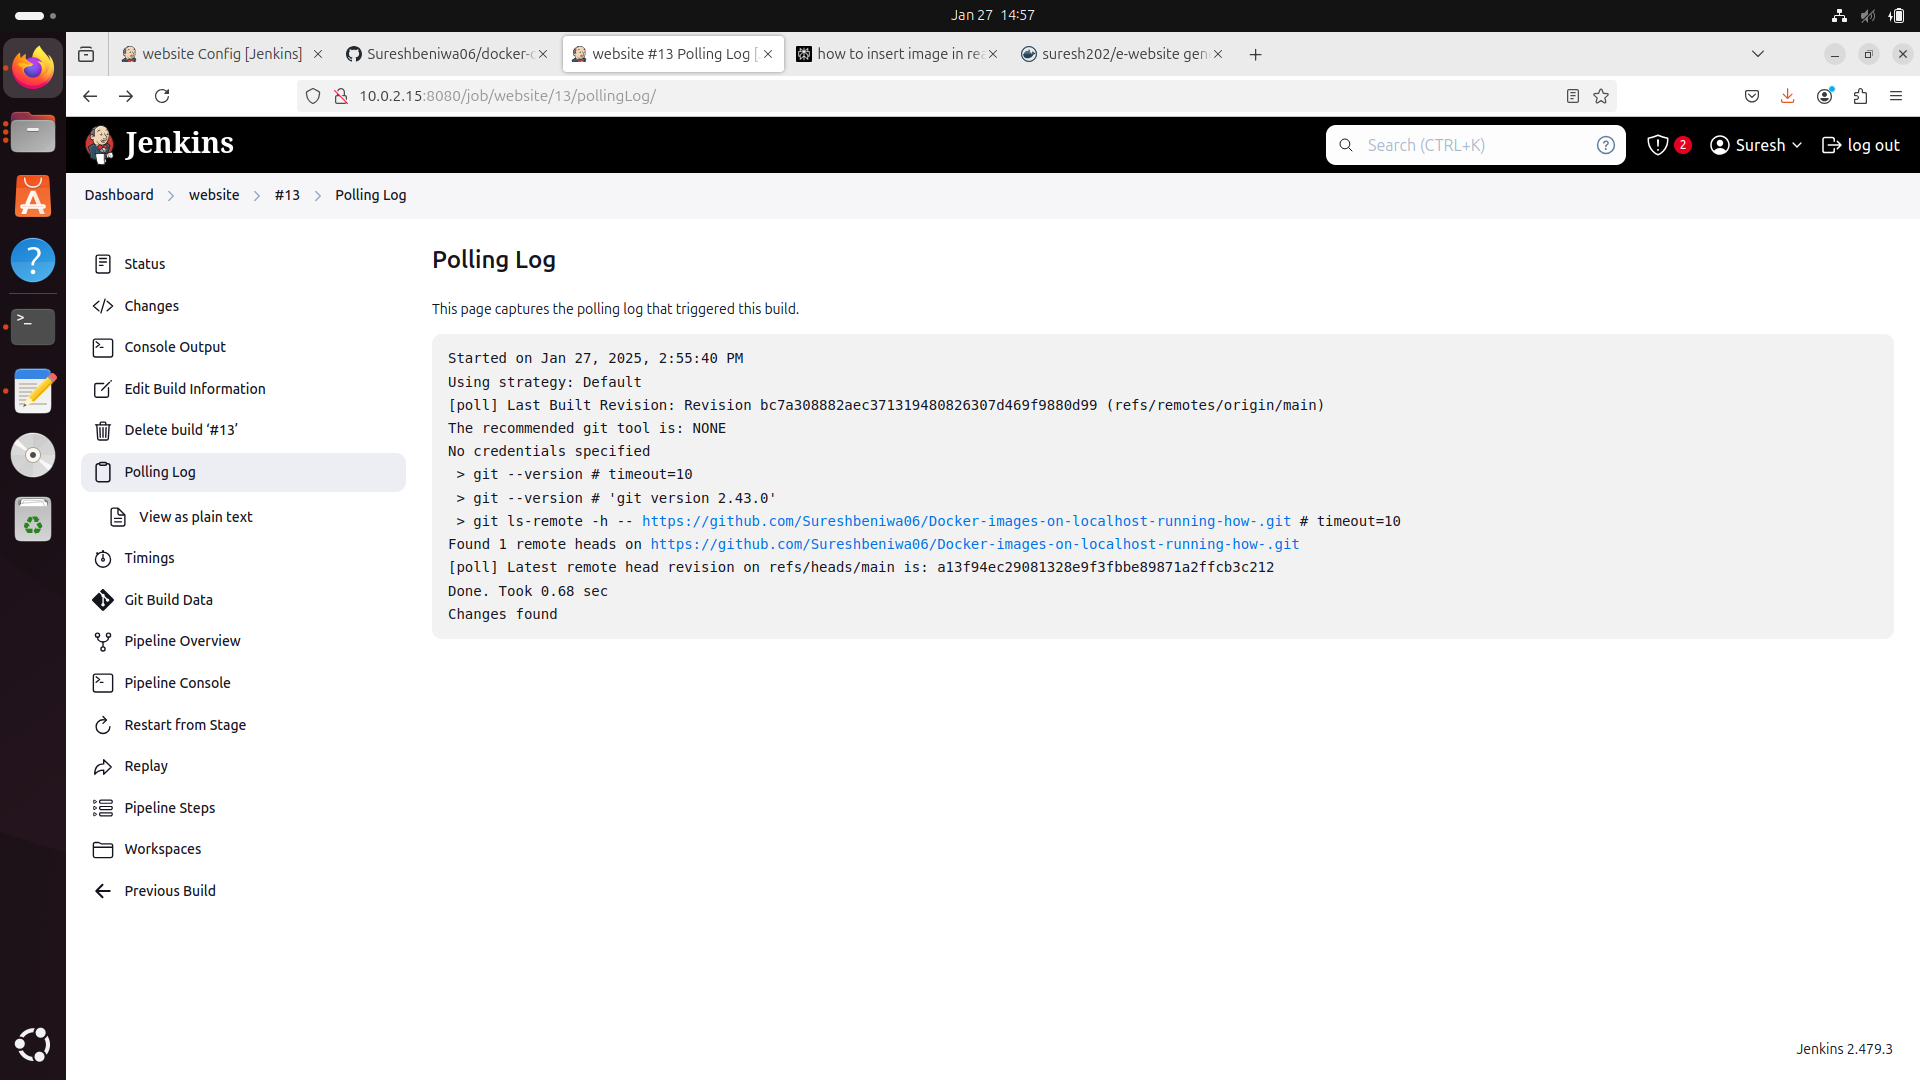 Jan 27 14:57
website Config [Jenkins]
Sureshbeniwa06/docker-
website #13 Polling Log [
how to insert image in re
suresh202/e-website gen
10.0.2.15:8080/job/website/13/pollingLog/
Jenkins
Search (CTRL+K)
2
Suresh
log out
Dashboard
website
#13
Polling Log
Status
Changes
Console Output
Edit Build Information
Delete build ‘#13’
Polling Log
View as plain text
Timings
Git Build Data
Pipeline Overview
Pipeline Console
Restart from Stage
Replay
Pipeline Steps
Workspaces
Previous Build
Polling Log
This page captures the polling log that triggered this build.
Started on Jan 27, 2025, 2:55:40 PM
Using strategy: Default
[poll] Last Built Revision: Revision bc7a308882aec371319480826307d469f9880d99 (refs/remotes/origin/main)
The recommended git tool is: NONE
No credentials specified
> git --version # timeout=10
> git --version # 'git version 2.43.0'
> git ls-remote -h -- https://github.com/Sureshbeniwa06/Docker-images-on-localhost-running-how-.git # timeout=10
Found 1 remote heads on https://github.com/Sureshbeniwa06/Docker-images-on-localhost-running-how-.git
[poll] Latest remote head revision on refs/heads/main is: a13f94ec29081328e9f3fbbe89871a2ffcb3c212
Done. Took 0.68 sec
Changes found
Jenkins 2.479.3